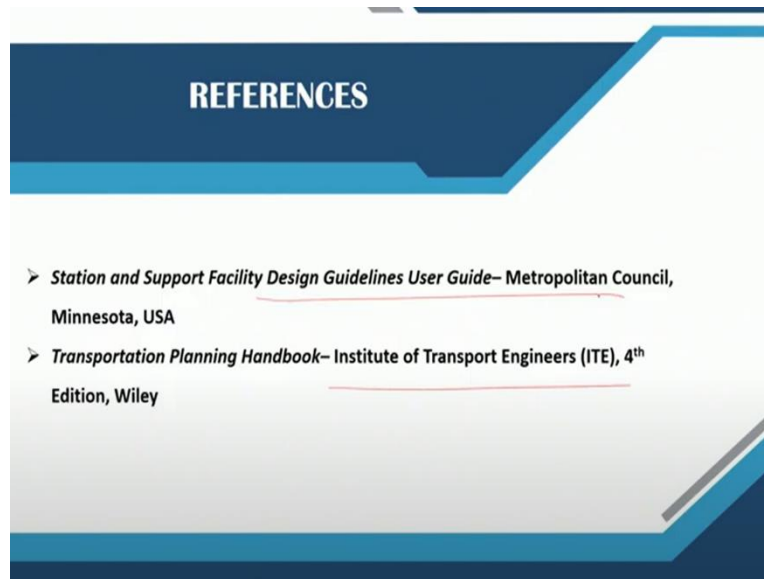 REFERENCES
➤ Station and Support Facility Design Guidelines User Guide– Metropolitan Council,
Minnesota, USA
➤ Transportation Planning Handbook– Institute of Transport Engineers (ITE), 4th
Edition, Wiley